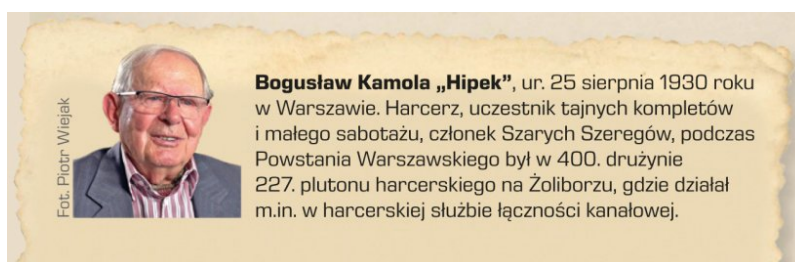 Fot. Piotr Wiejak
Bogusław Kamola „Hipek”, ur. 25 sierpnia 1930 roku
w Warszawie. Harcerz, uczestnik tajnych kompletów
i małego sabotażu, członek Szarych Szeregów, podczas
Powstania Warszawskiego był w 400. drużynie
227. plutonu harcerskiego na Żoliborzu, gdzie działał
m.in. w harcerskiej służbie łączności kanałowej.